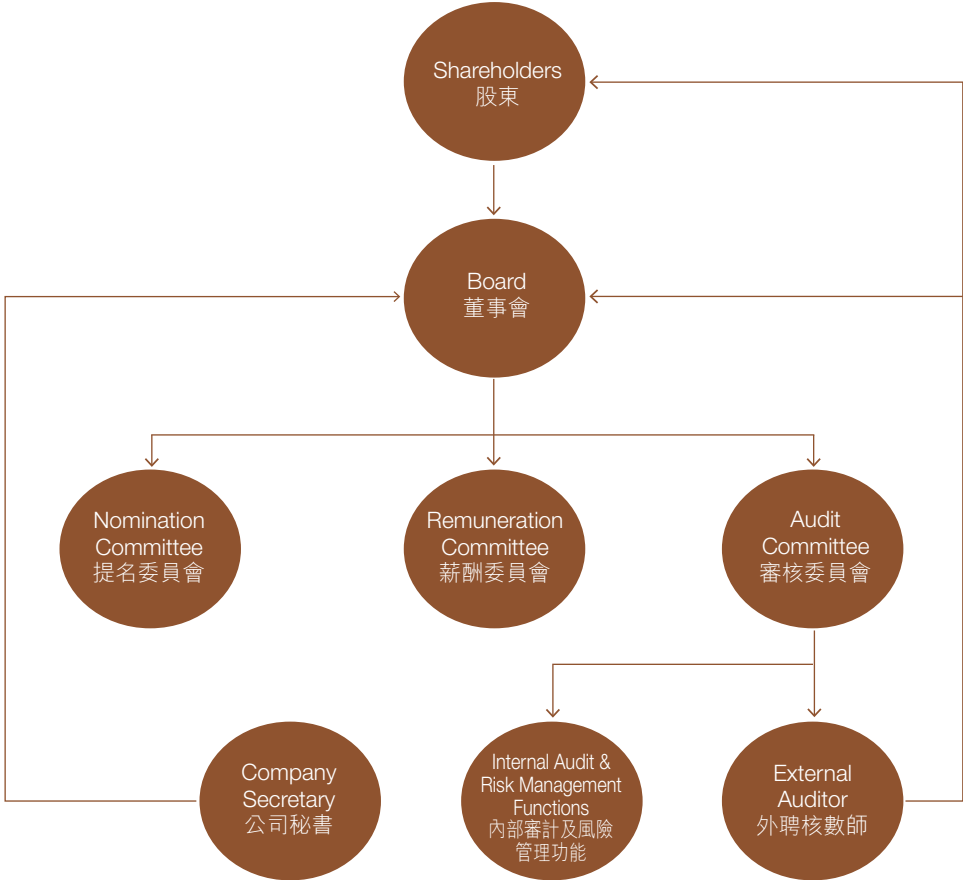 Shareholders
股東
Board
董事會
Nomination
Committee
提名委員會
Remuneration
Committee
薪酬委員會
Audit
Committee
審核委員會
Company
Secretary
公司秘書
Internal Audit &
Risk Management
Functions
內部審計及風險
管理功能
External
Auditor
外聘核數師